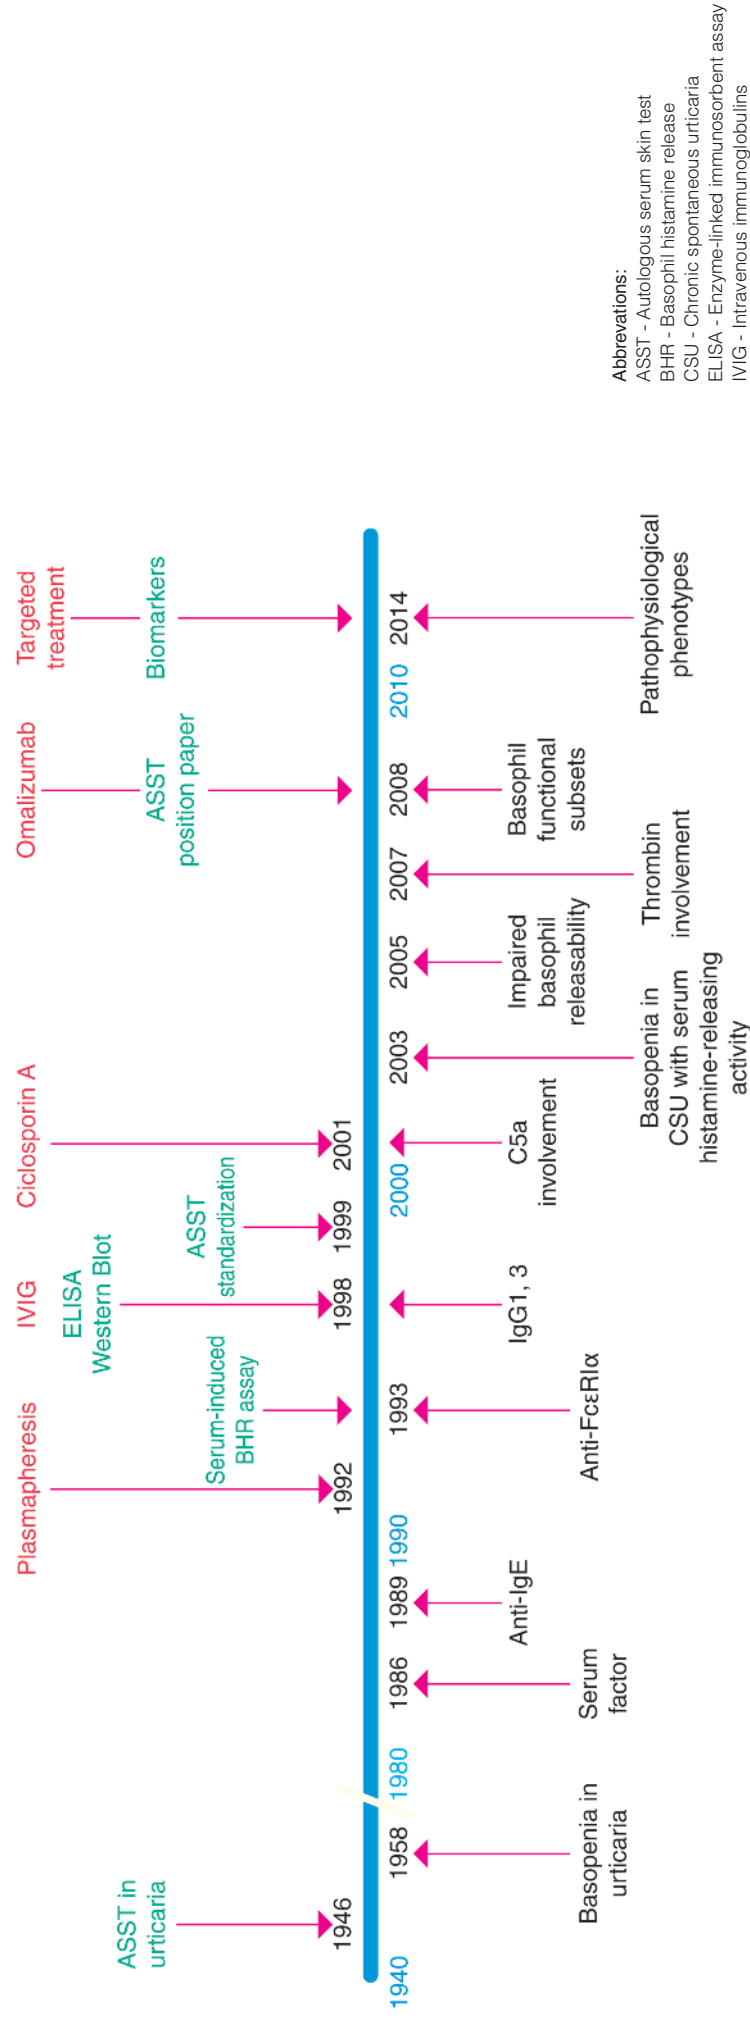 Plasmapheresis
IVIG
Ciclosporin A
Omalizumab
Targeted
treatment
ASST in
urticaria
Serum-induced
BHR assay
ELISA
Western Blot
ASST
standardization
ASST
position paper
Biomarkers
1946
1992
1998
1999
2001
1940
1958
1980
1986
1989
1990
1993
2000
2003
2005
2007
2008
2010
2014
Basopenia in
urticaria
Serum
factor
Anti-IgE
Anti-FcεRIα
IgG1, 3
C5a
involvement
Basopenia in
CSU with serum
histamine-releasing
activity
Impaired
basophil
releasability
Thrombin
involvement
Basophil
functional
subsets
Pathophysiological
phenotypes
Abbrevations:
ASST - Autologous serum skin test
BHR - Basophil histamine release
CSU - Chronic spontaneous urticaria
ELISA - Enzyme-linked immunosorbent assay
IVIG - Intravenous immunoglobulins